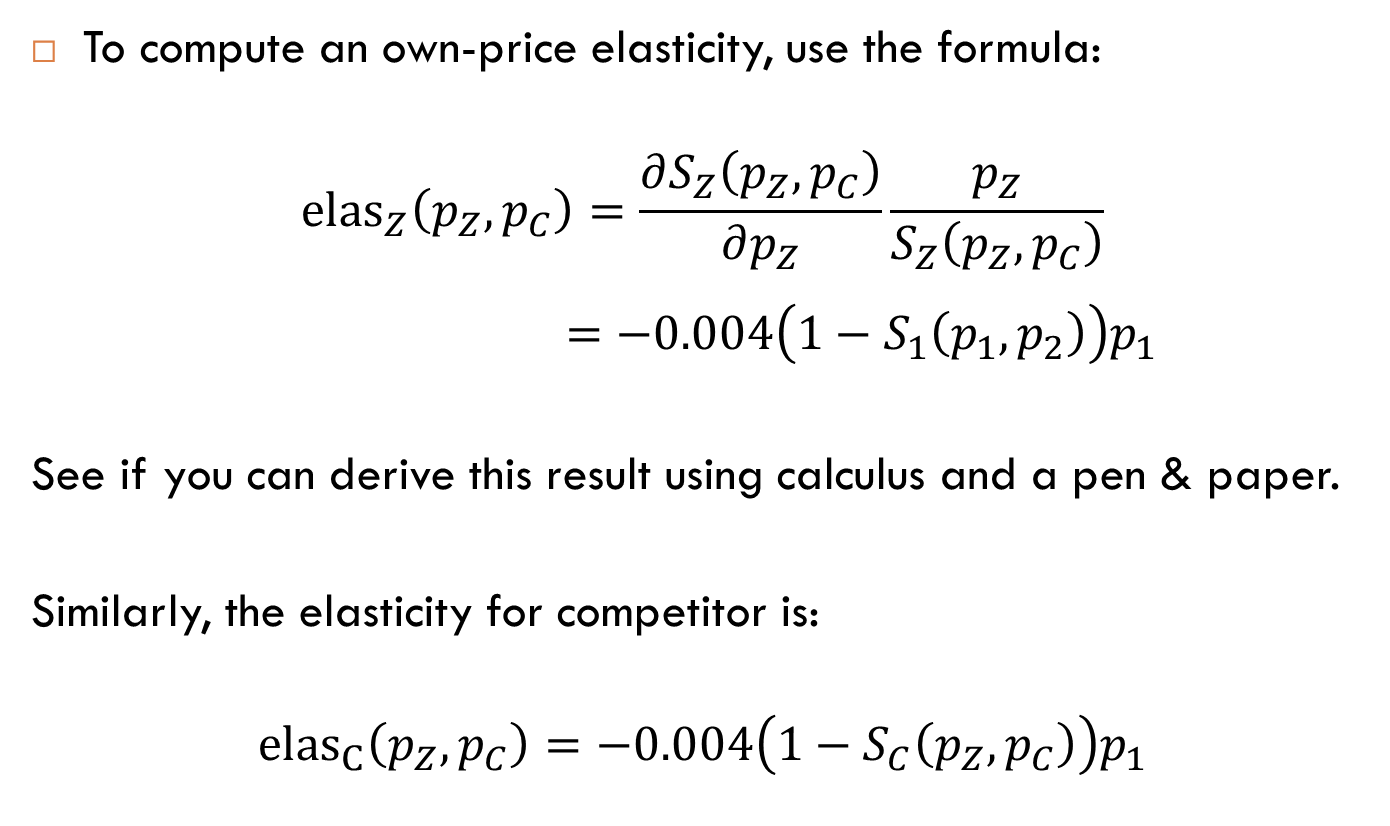 □ To compute an own-price elasticity, use the formula:
elas_Z(p_Z, p_C) = \frac{∂S_Z(p_Z, p_C)}{∂p_Z} \frac{p_Z}{S_Z(p_Z, p_C)}
= −0.004(1 − S_1(p_1, p_2))p_1
See if you can derive this result using calculus and a pen & paper.
Similarly, the elasticity for competitor is:
elas_C(p_Z, p_C) = −0.004(1 − S_C(p_Z, p_C))p_1